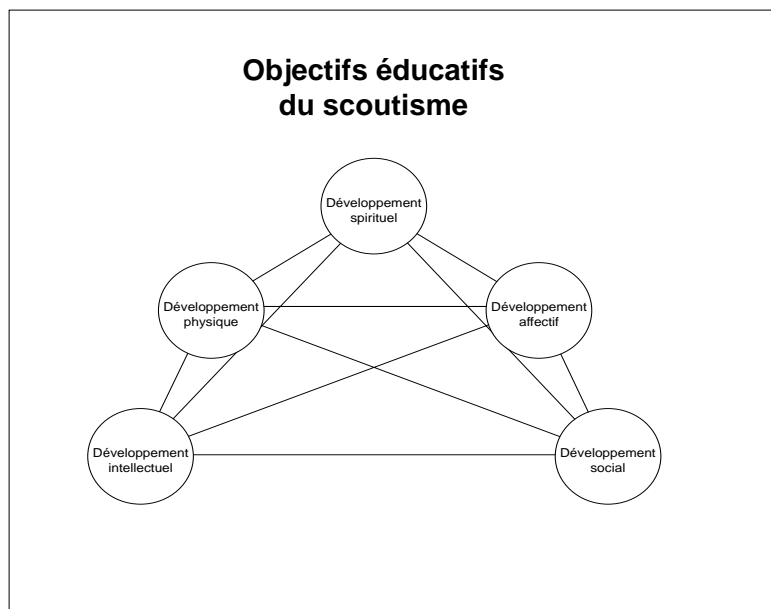 Objectifs éducatifs
du scoutisme
Développement
spirituel
Développement
physique
Développement
affectif
Développement
intellectuel
Développement
social